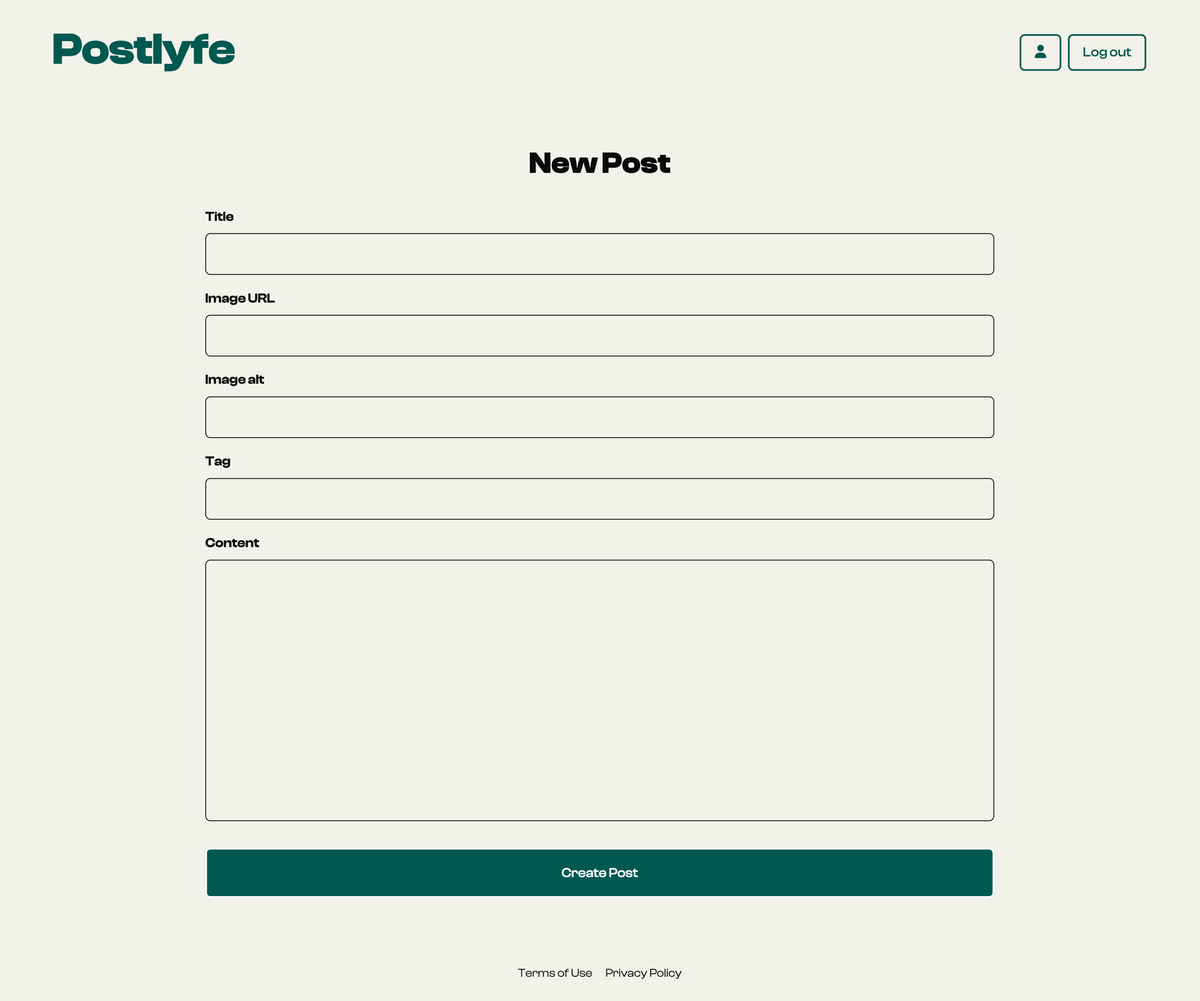 Postlyfe
Log out
New Post
Title
Image URL
Image alt
Tag
Content
Create Post
Terms of Use Privacy Policy